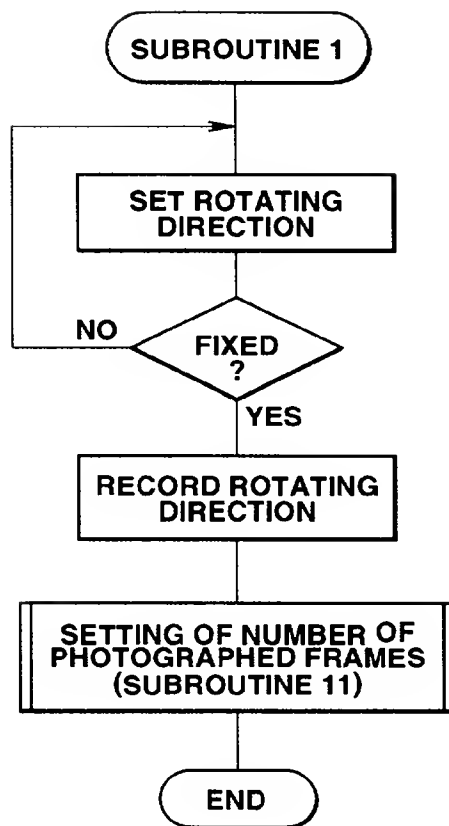 SUBROUTINE 1
SET ROTATING
DIRECTION
NO
FIXED
?
YES
RECORD ROTATING
DIRECTION
SETTING OF NUMBER OF
PHOTOGRAPHED FRAMES
(SUBROUTINE 11)
END